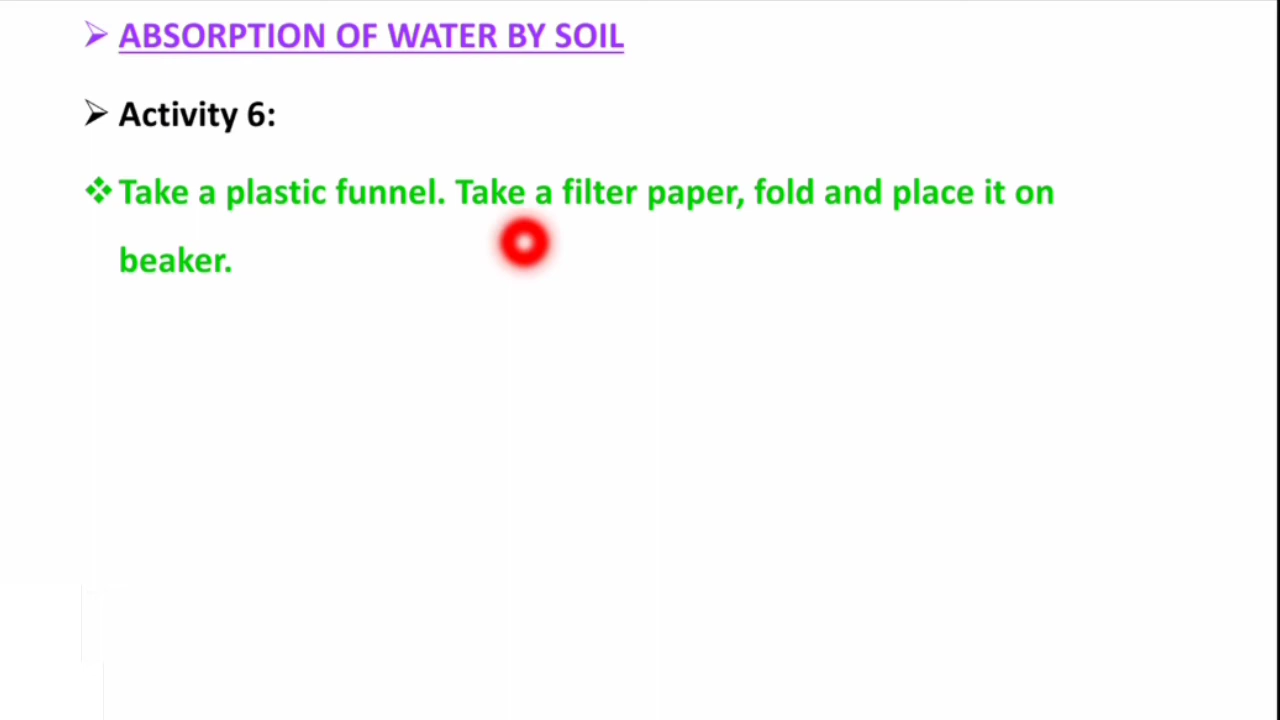 ABSORPTION OF WATER BY SOIL
Activity 6:
Take a plastic funnel. Take a filter paper, fold and place it on
beaker.